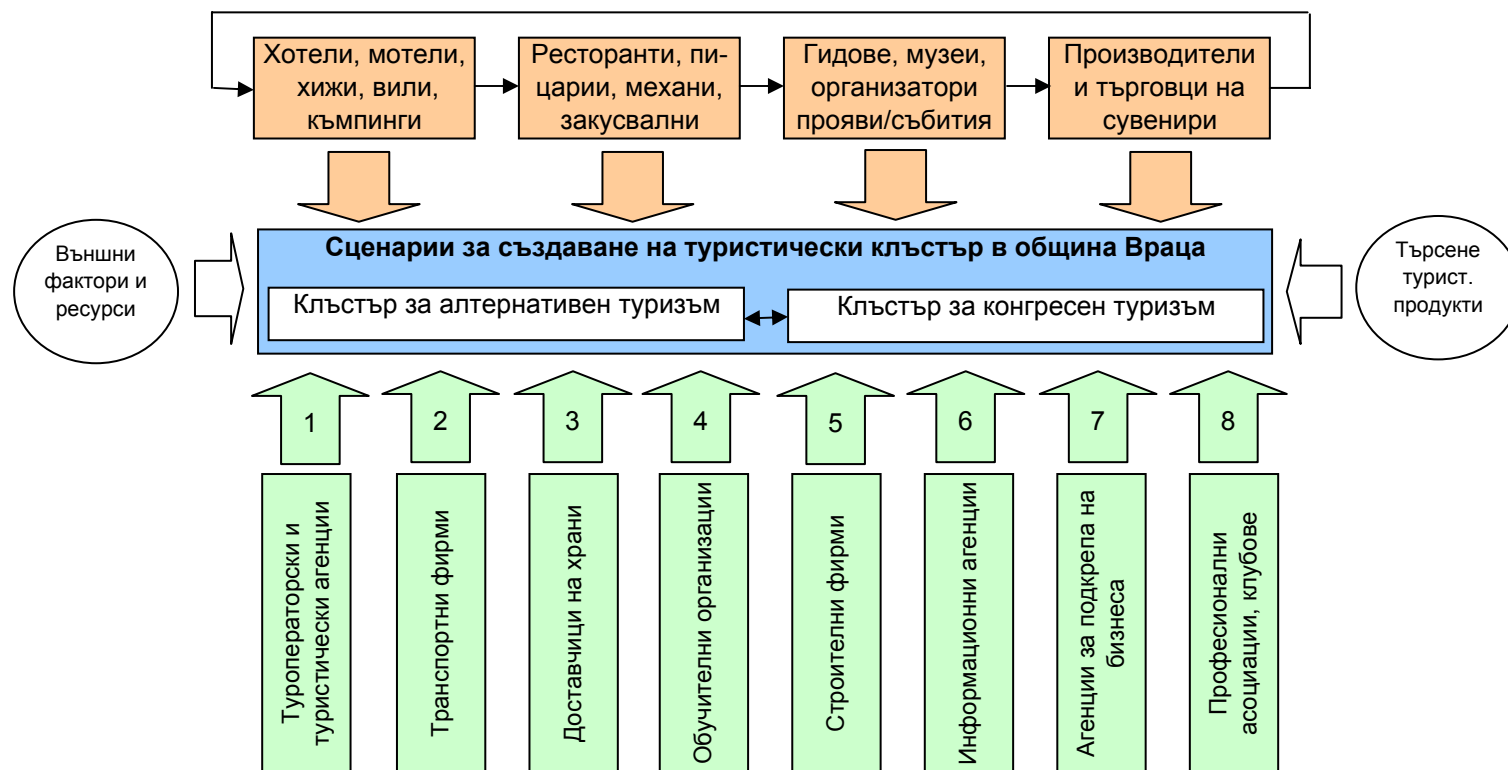 Хотели, мотели,
хижи, вили,
къмпинги
Ресторанти, пи-
царии, механи,
закусвални
Гидове, музеи,
организатори
прояви/събития
Производители
и търговци на
сувенири
Външни
фактори и
ресурси
Сценарии за създаване на туристически клъстър в община Враца
Клъстър за алтернативен туризъм
Клъстър за конгресен туризъм
Търсене
турист.
продукти
1
2
3
4
5
6
7
8
Туроператорски и
туристически агенции
Транспортни фирми
Доставчици на храни
Обучителни организации
Строителни фирми
Информационни агенции
Агенции за подкрепа на
бизнеса
Професионални
асоциации, клубове